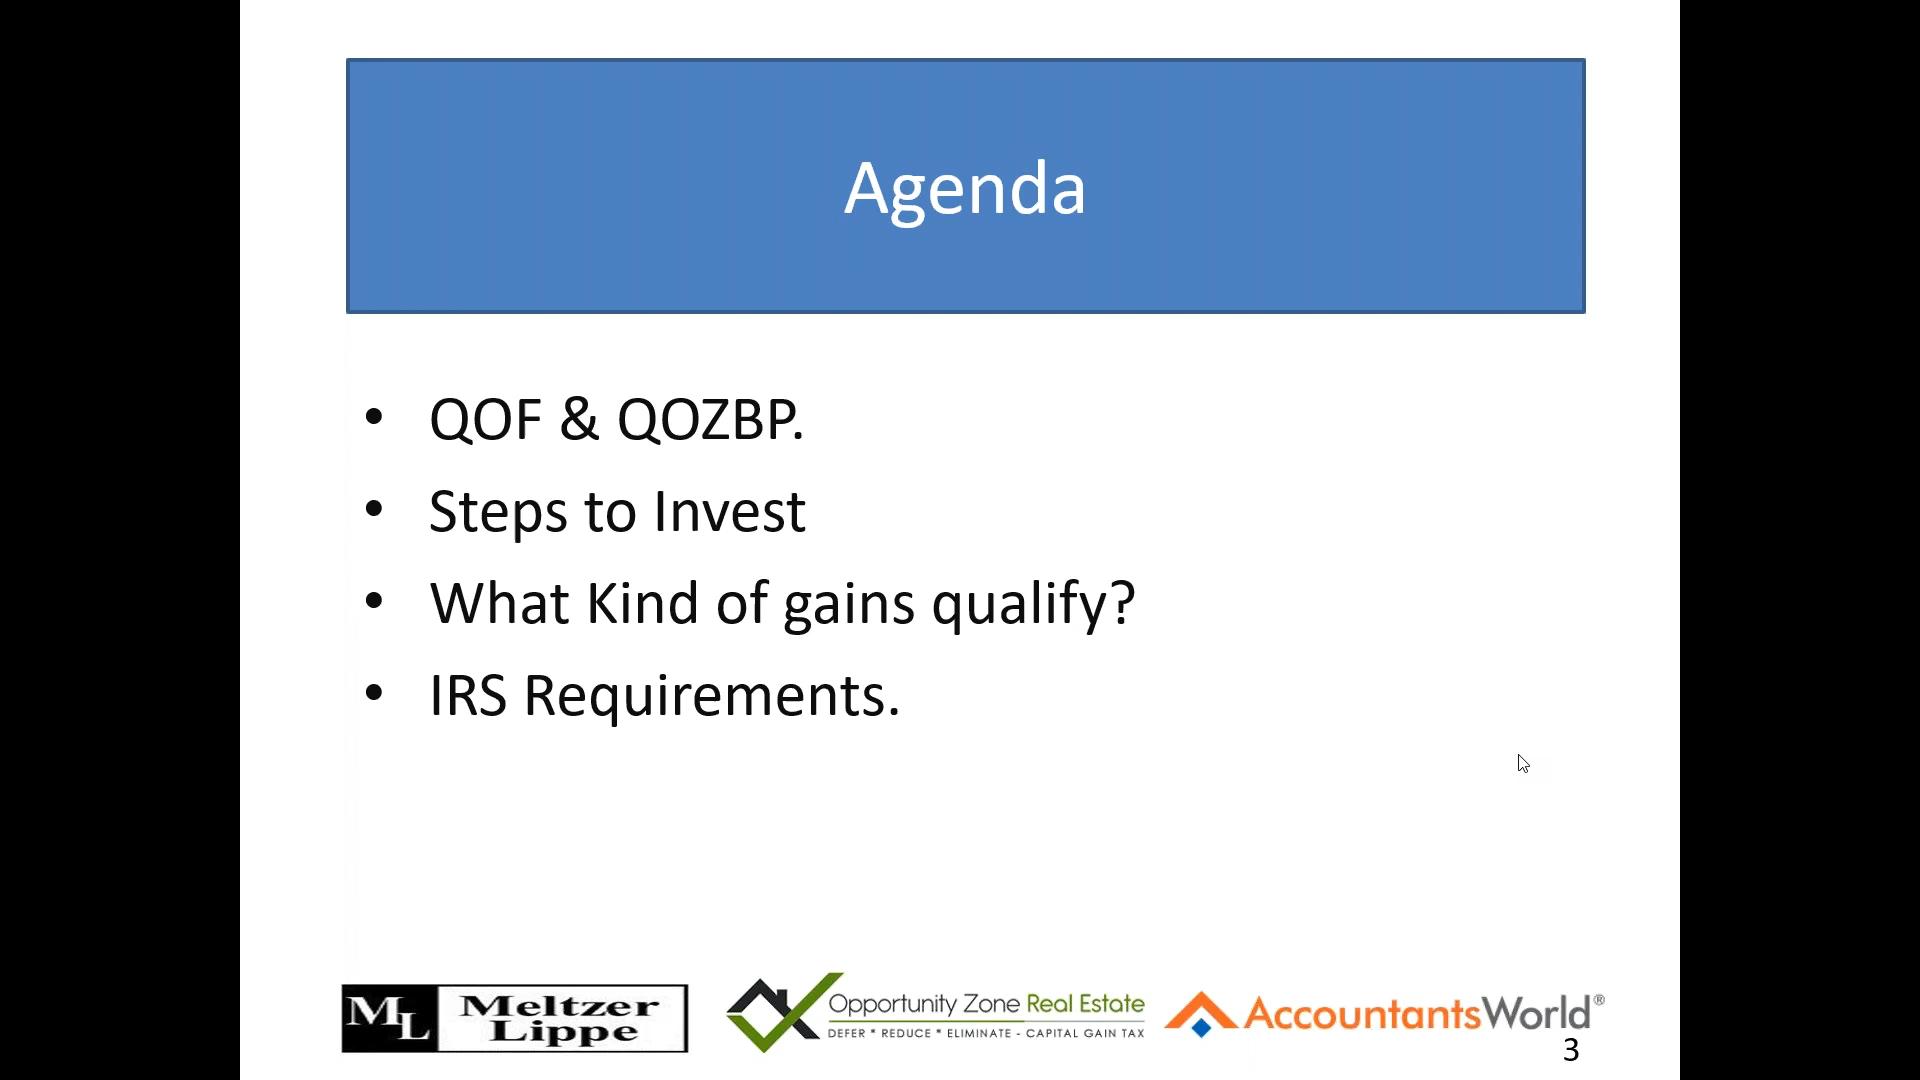 Agenda
• QOF & QOZBP.
• Steps to Invest
• What Kind of gains qualify?
• IRS Requirements.
ML Meltzer
Lippe
Opportunity Zone Real Estate
DEFER * REDUCE * ELIMINATE - CAPITAL GAIN TAX
AccountantsWorld®
3